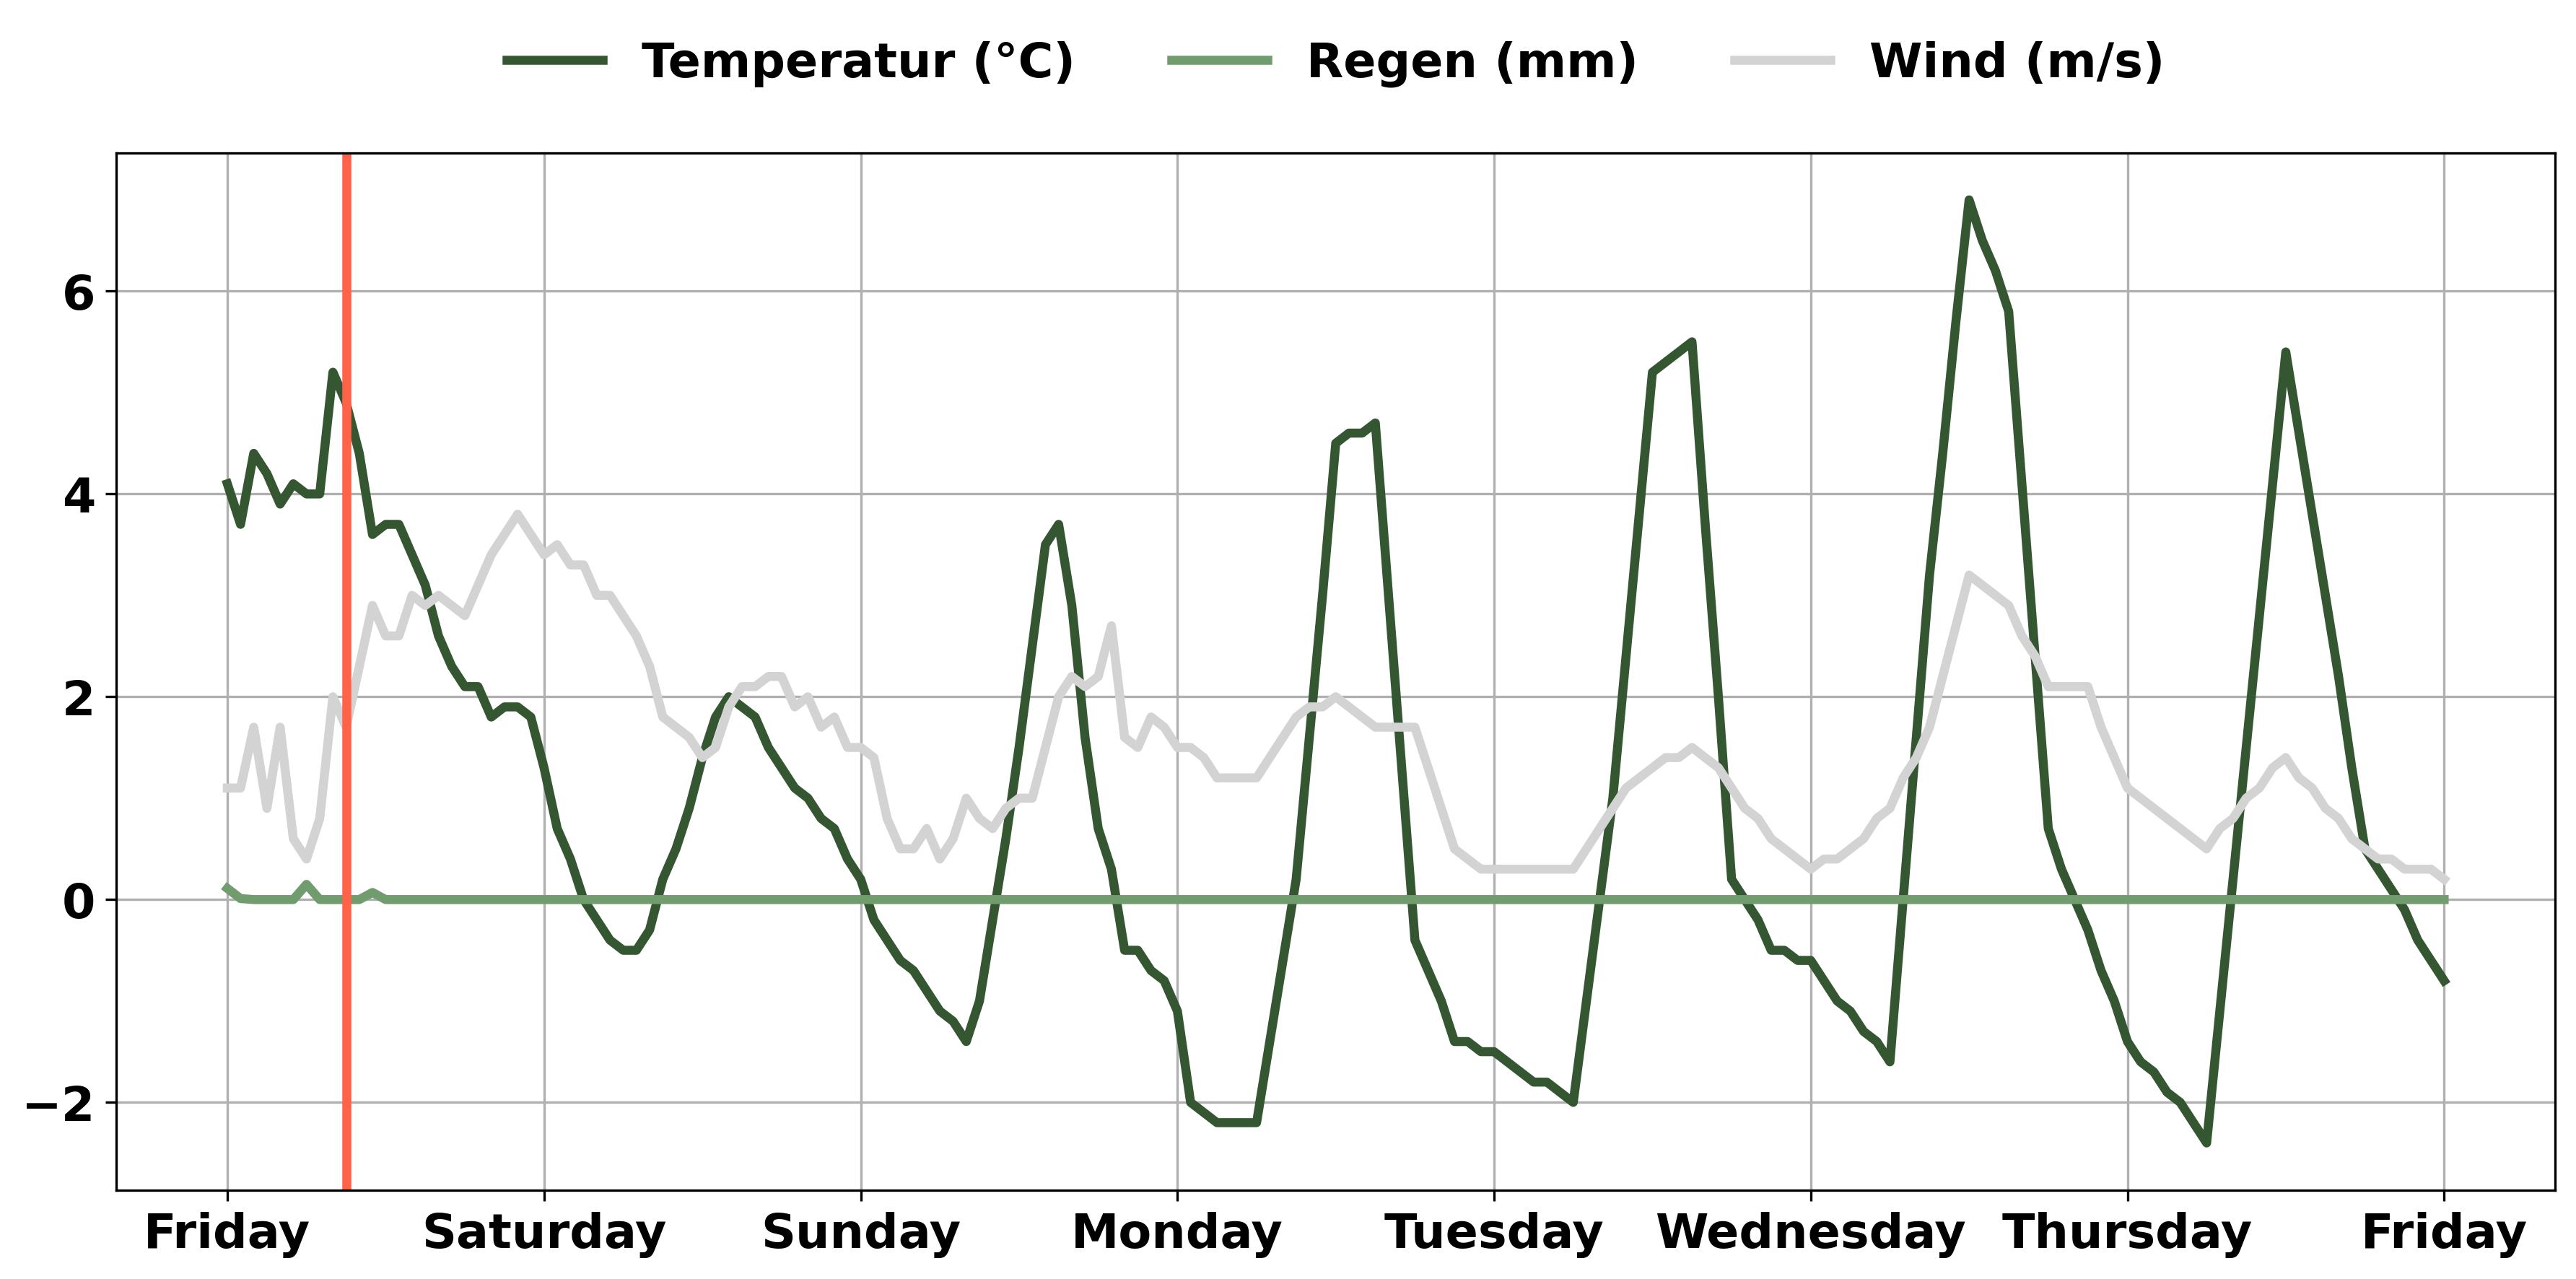 Temperatur (°C) Regen (mm) Wind (m/s)
6
4
2
0
−2
Friday Saturday Sunday Monday Tuesday Wednesday Thursday Friday